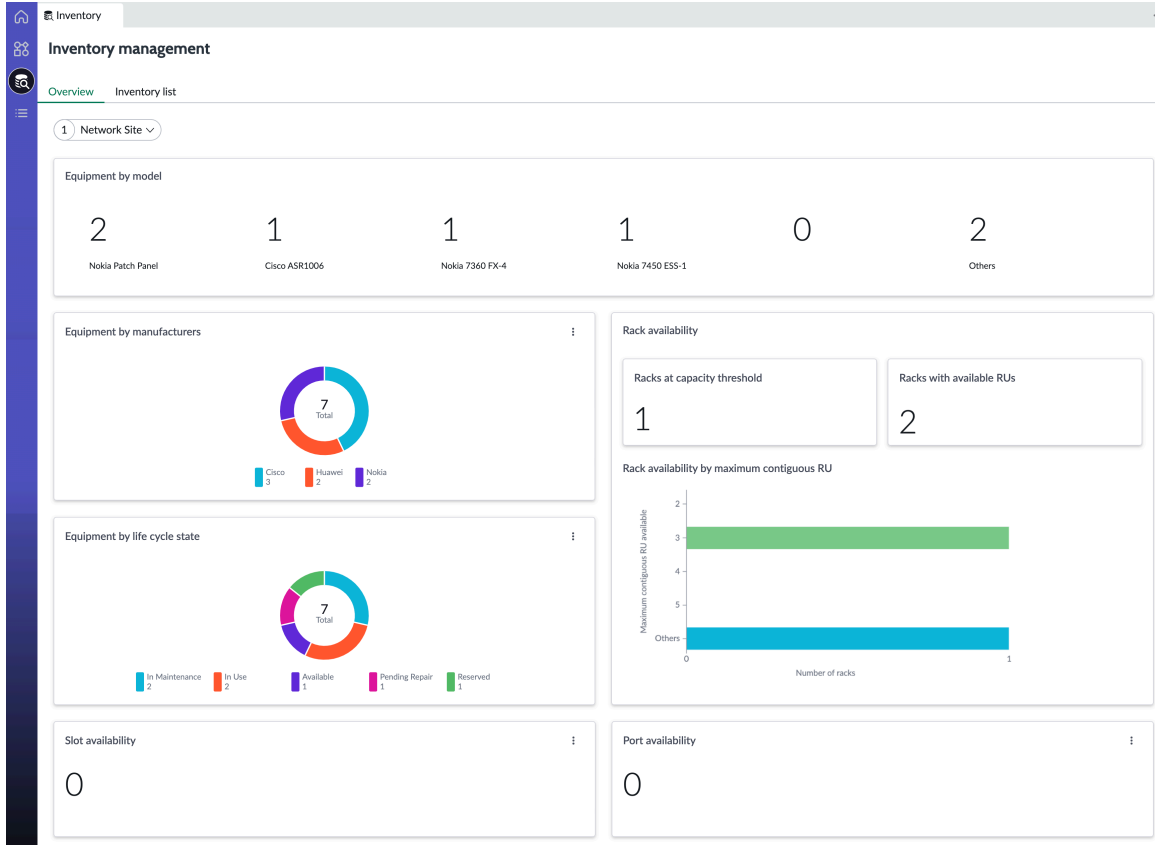 Inventory
Inventory management
Overview Inventory list
1 Network Site
Equipment by model
2 1 1 1 0 2
Nokia Patch Panel Cisco ASR1006 Nokia 7360 FX-4 Nokia 7450 ESS-1 Others
Equipment by manufacturers
7
Total
Cisco Huawei Nokia
3 2 2
Equipment by life cycle state
7
Total
In Maintenance In Use Available Pending Repair Reserved
2 2 1 1 1
Rack availability
Racks at capacity threshold Racks with available RUs
1 2
Rack availability by maximum contiguous RU
Maximum contiguous RU available
2
3
4
5
Others
0 1
Number of racks
Slot availability
0
Port availability
0